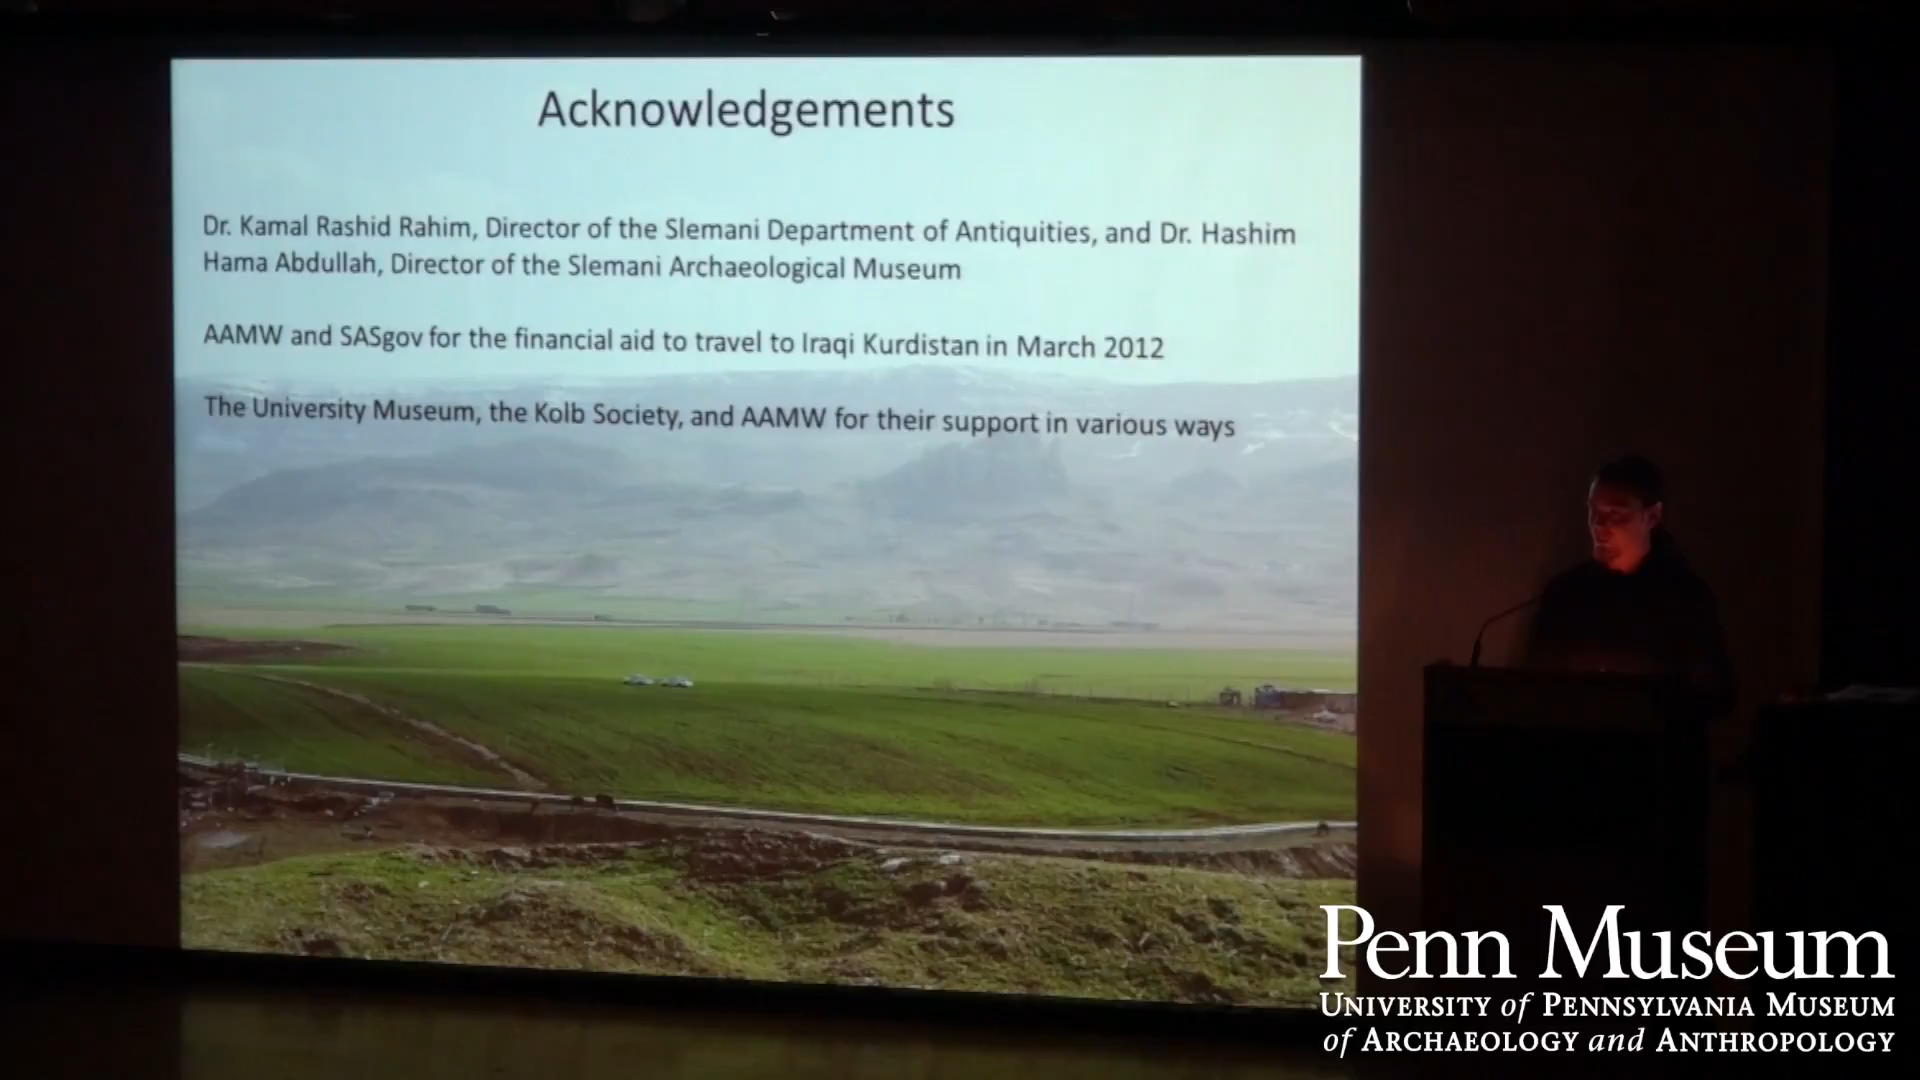 Acknowledgements
Dr. Kamal Rashid Rahim, Director of the Slemani Department of Antiquities, and Dr. Hashim
Hama Abdullah, Director of the Slemani Archaeological Museum
AAMW and SASgov for the financial aid to travel to Iraqi Kurdistan in March 2012
The University Museum, the Kolb Society, and AAMW for their support in various ways
Penn Museum
UNIVERSITY of PENNSYLVANIA MUSEUM
of ARCHAEOLOGY and ANTHROPOLOGY